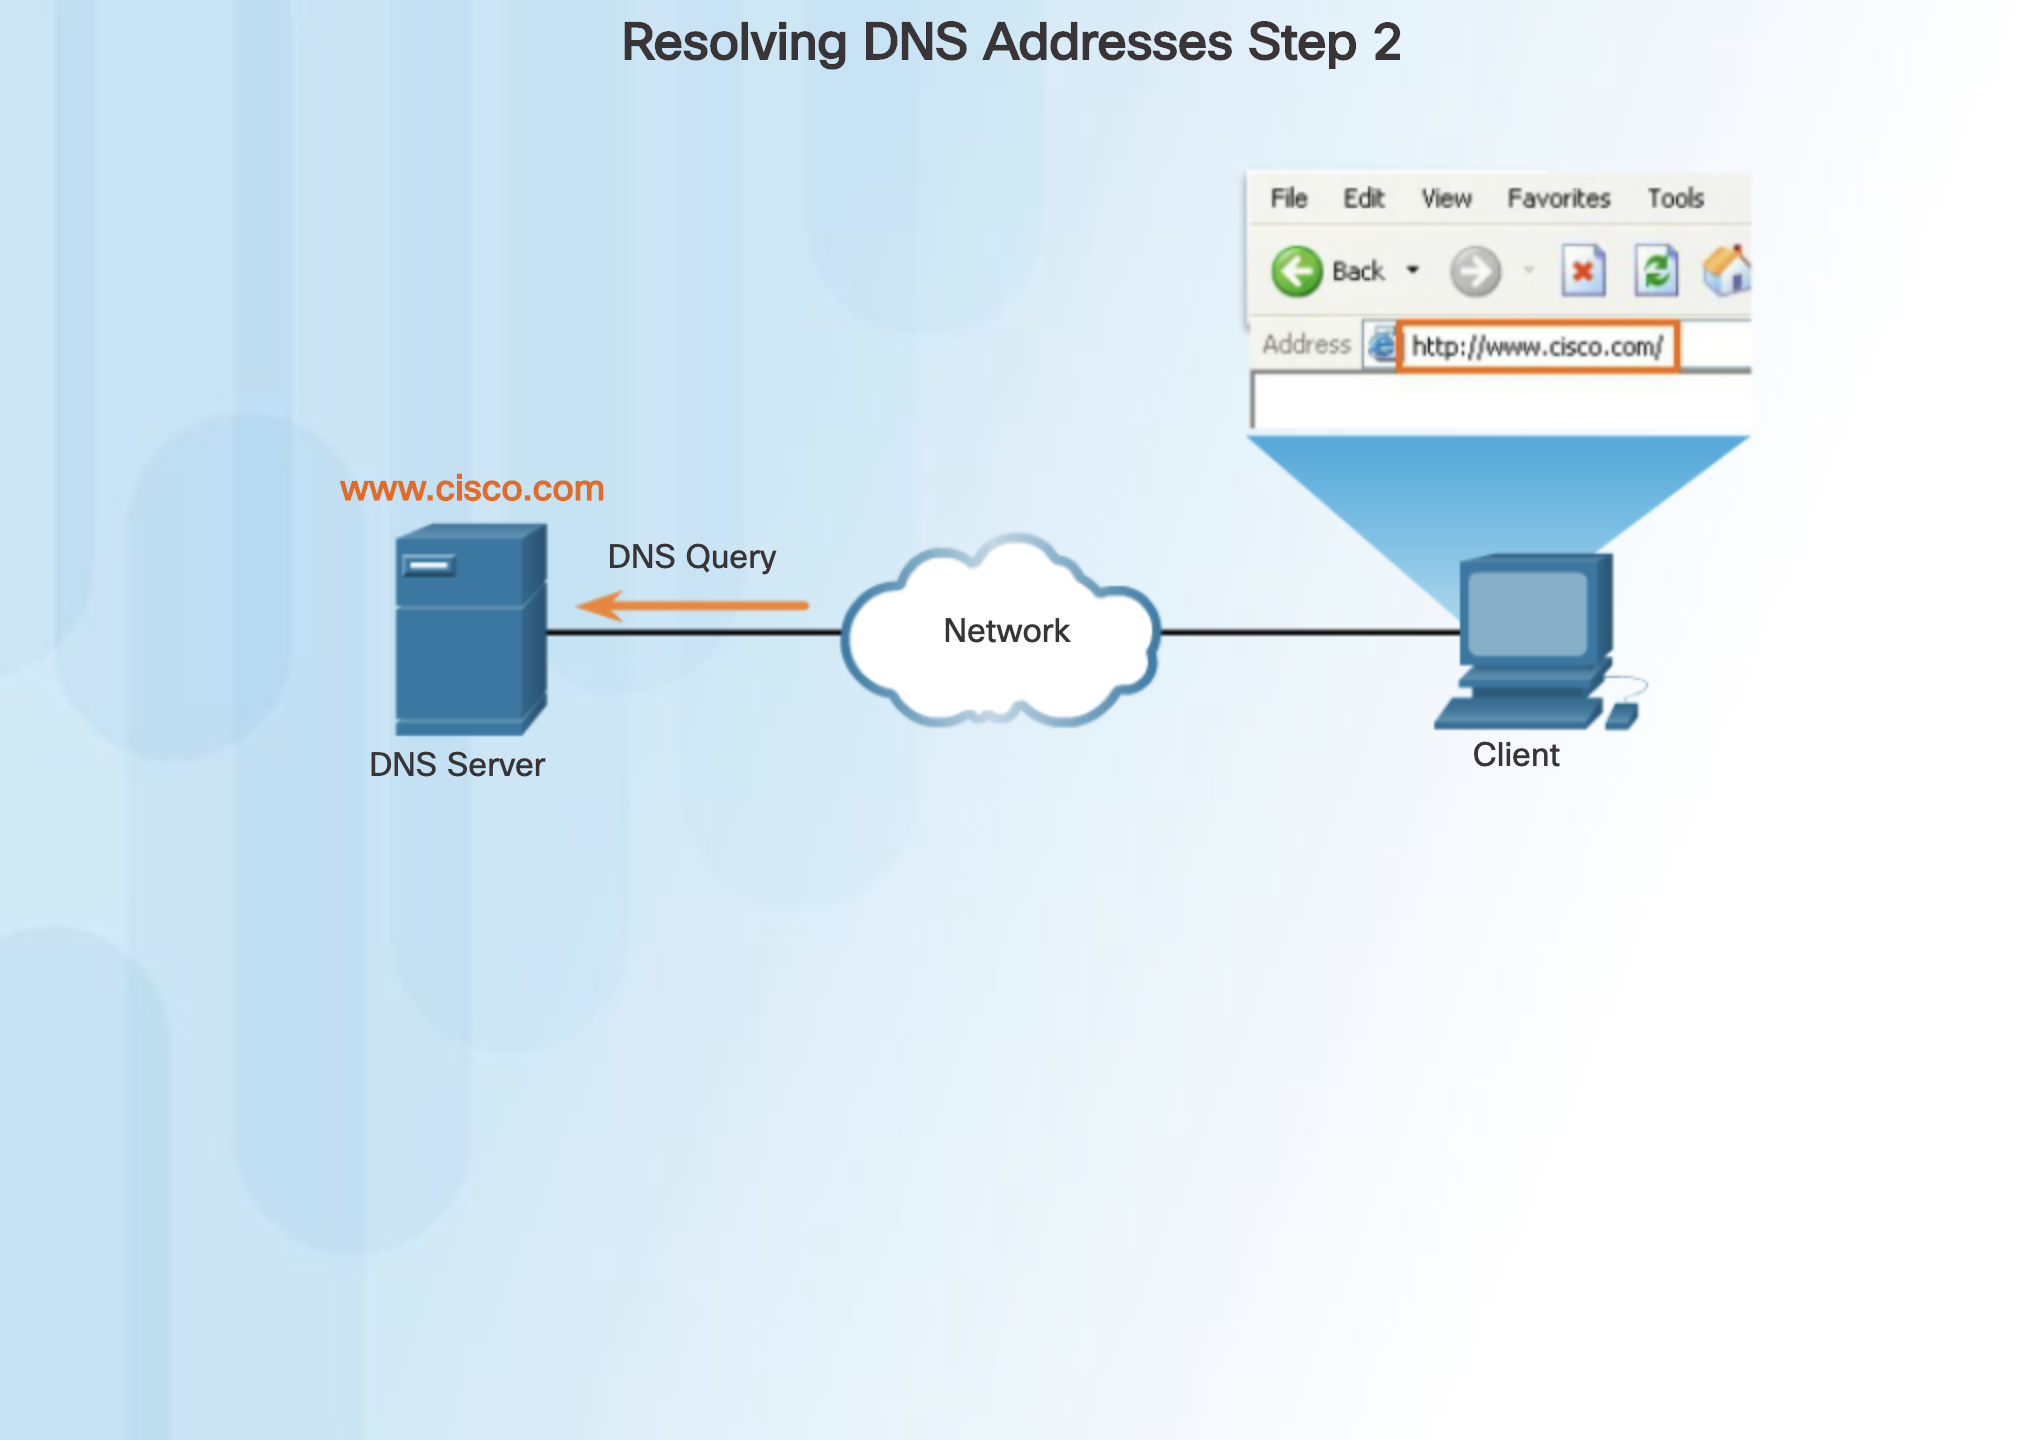 Resolving DNS Addresses Step 2
File Edit View Favorites Tools
Back
Address http://www.cisco.com/
www.cisco.com
DNS Query
Network
DNS Server
Client